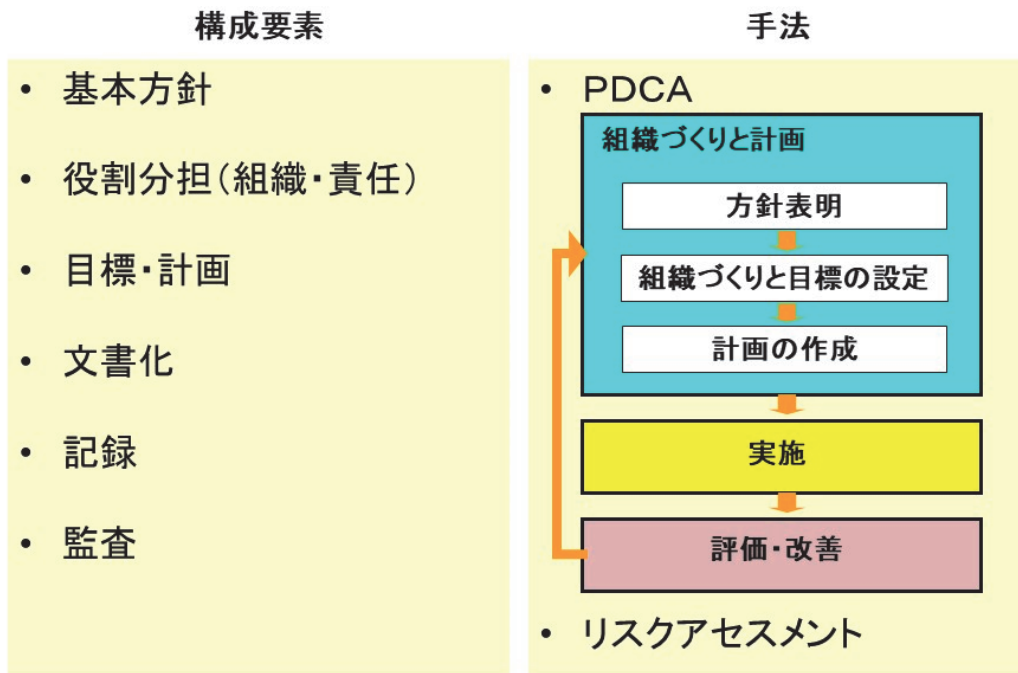 構成要素
• 基本方針
• 役割分担（組織・責任）
• 目標・計画
• 文書化
• 記録
• 監査
手法
• PDCA
組織づくりと計画
方針表明
組織づくりと目標の設定
計画の作成
実施
評価・改善
• リスクアセスメント